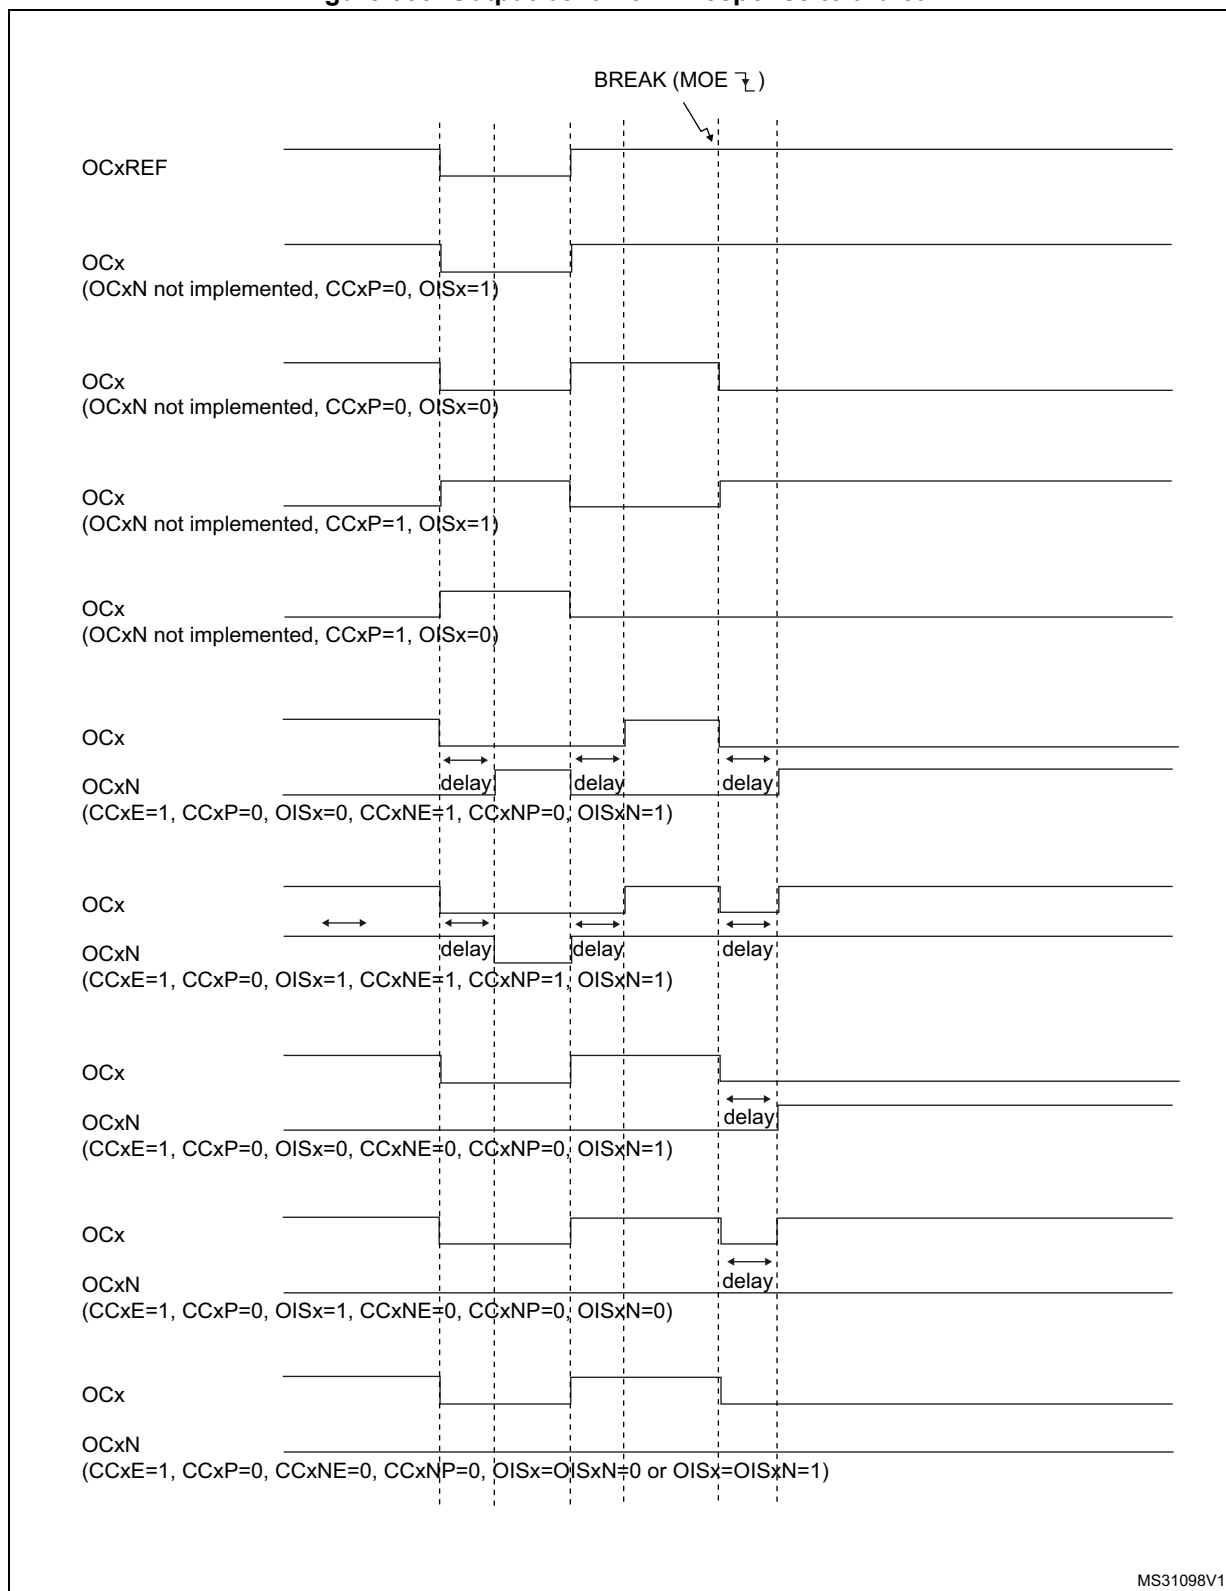 BREAK (MOE )
OCxREF
OCx
(OCxN not implemented, CCxP=0, OISx=1)
OCx
(OCxN not implemented, CCxP=0, OISx=0)
OCx
(OCxN not implemented, CCxP=1, OISx=1)
OCx
(OCxN not implemented, CCxP=1, OISx=0)
OCx
delay delay delay
OCxN
(CCxE=1, CCxP=0, OISx=0, CCxNE=1, CCxNP=0, OISxN=1)
OCx
delay delay delay
OCxN
(CCxE=1, CCxP=0, OISx=1, CCxNE=1, CCxNP=1, OISxN=1)
OCx
delay
OCxN
(CCxE=1, CCxP=0, OISx=0, CCxNE=0, CCxNP=0, OISxN=1)
OCx
delay
OCxN
(CCxE=1, CCxP=0, OISx=1, CCxNE=0, CCxNP=0, OISxN=0)
OCx
OCxN
(CCxE=1, CCxP=0, CCxNE=0, CCxNP=0, OISx=OISxN=0 or OISx=OISxN=1)
MS31098V1